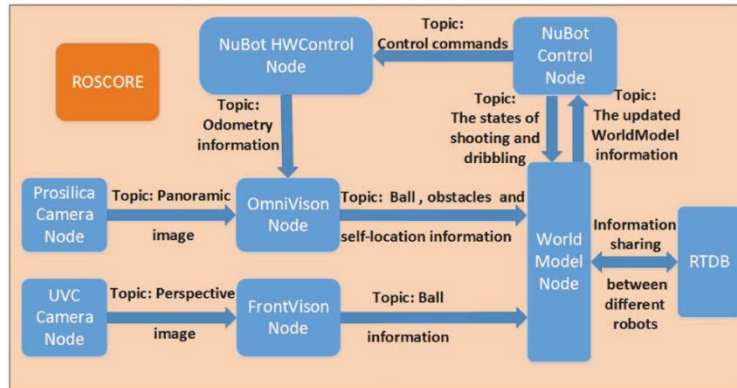 ROSCORE
NuBot HWControl
Node
Topic:
Control commands
NuBot
Control
Node
Topic:
Odometry
information
Topic:
The states of
shooting and
dribbling
Topic:
The updated
WorldModel
information
Prosilica
Camera
Node
Topic: Panoramic
image
OmniVison
Node
Topic: Ball , obstacles and
self-location information
World
Model
Node
Information
sharing
between
different
robots
RTDB
UVC
Camera
Node
Topic: Perspective
image
FrontVison
Node
Topic: Ball
information